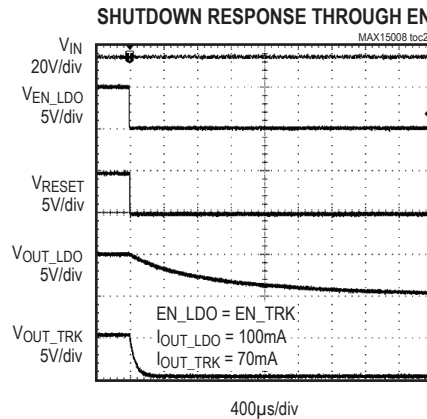 SHUTDOWN RESPONSE THROUGH EN
MAX15008 toc2
VIN
20V/div
VEN_LDO
5V/div
T
VRESET
5V/div
VOUT_LDO
5V/div
EN_LDO = EN_TRK
IOUT_LDO = 100mA
IOUT_TRK = 70mA
VOUT_TRK
5V/div
400µs/div